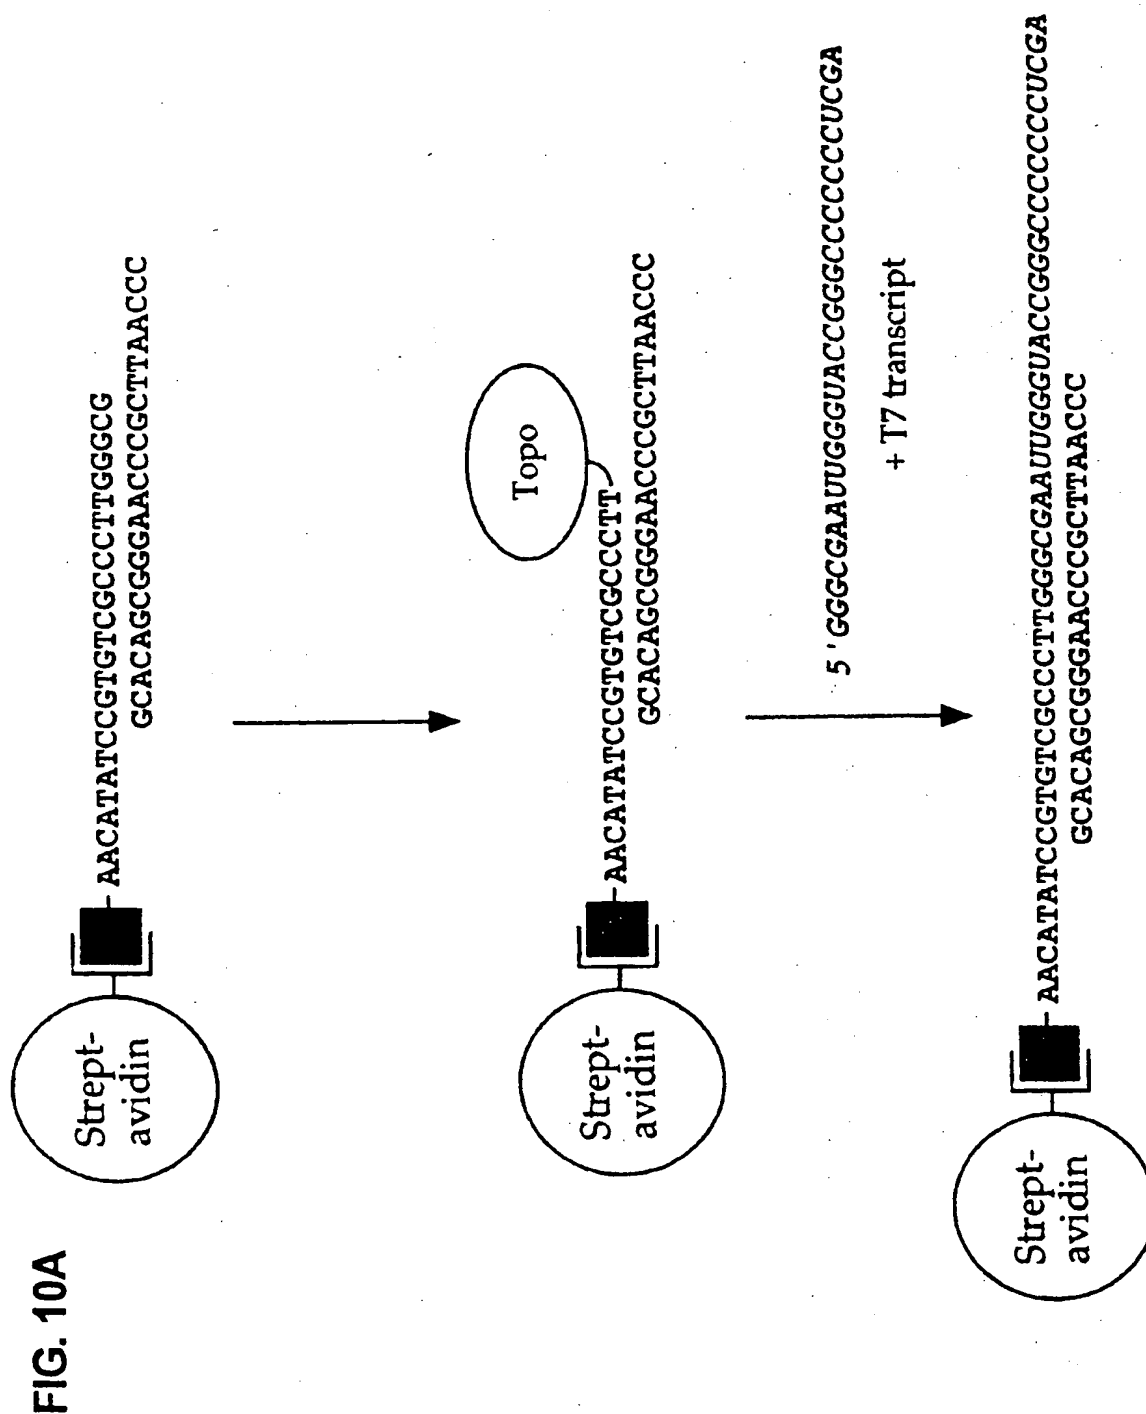 FIG. 10A
Strept-
avidin
AACATATCCGTGTCGCCCTTGGGCG
GCACAGCGGGAACCCGCTTAACCC
Topo
Strept-
avidin
AACATATCCGTGTCGCCCTT
GCACAGCGGGAACCCGCTTAACCC
5'GGGCGAAUUGGGUACCGGGCCCCCCCUCGA
+ T7 transcript
Strept-
avidin
AACATATCCGTGTCGCCCTTGGGCGAAUUGGGUACCGGGCCCCCCCUCGA
GCACAGCGGGAACCCGCTTAACCC